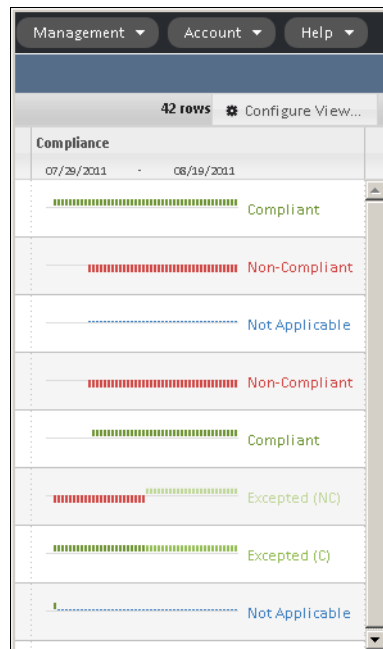 Management Account Help
42 rows Configure View...
Compliance
07/29/2011 - 08/19/2011
Compliant
Non-Compliant
Not Applicable
Non-Compliant
Compliant
Excepted (NC)
Excepted (C)
Not Applicable